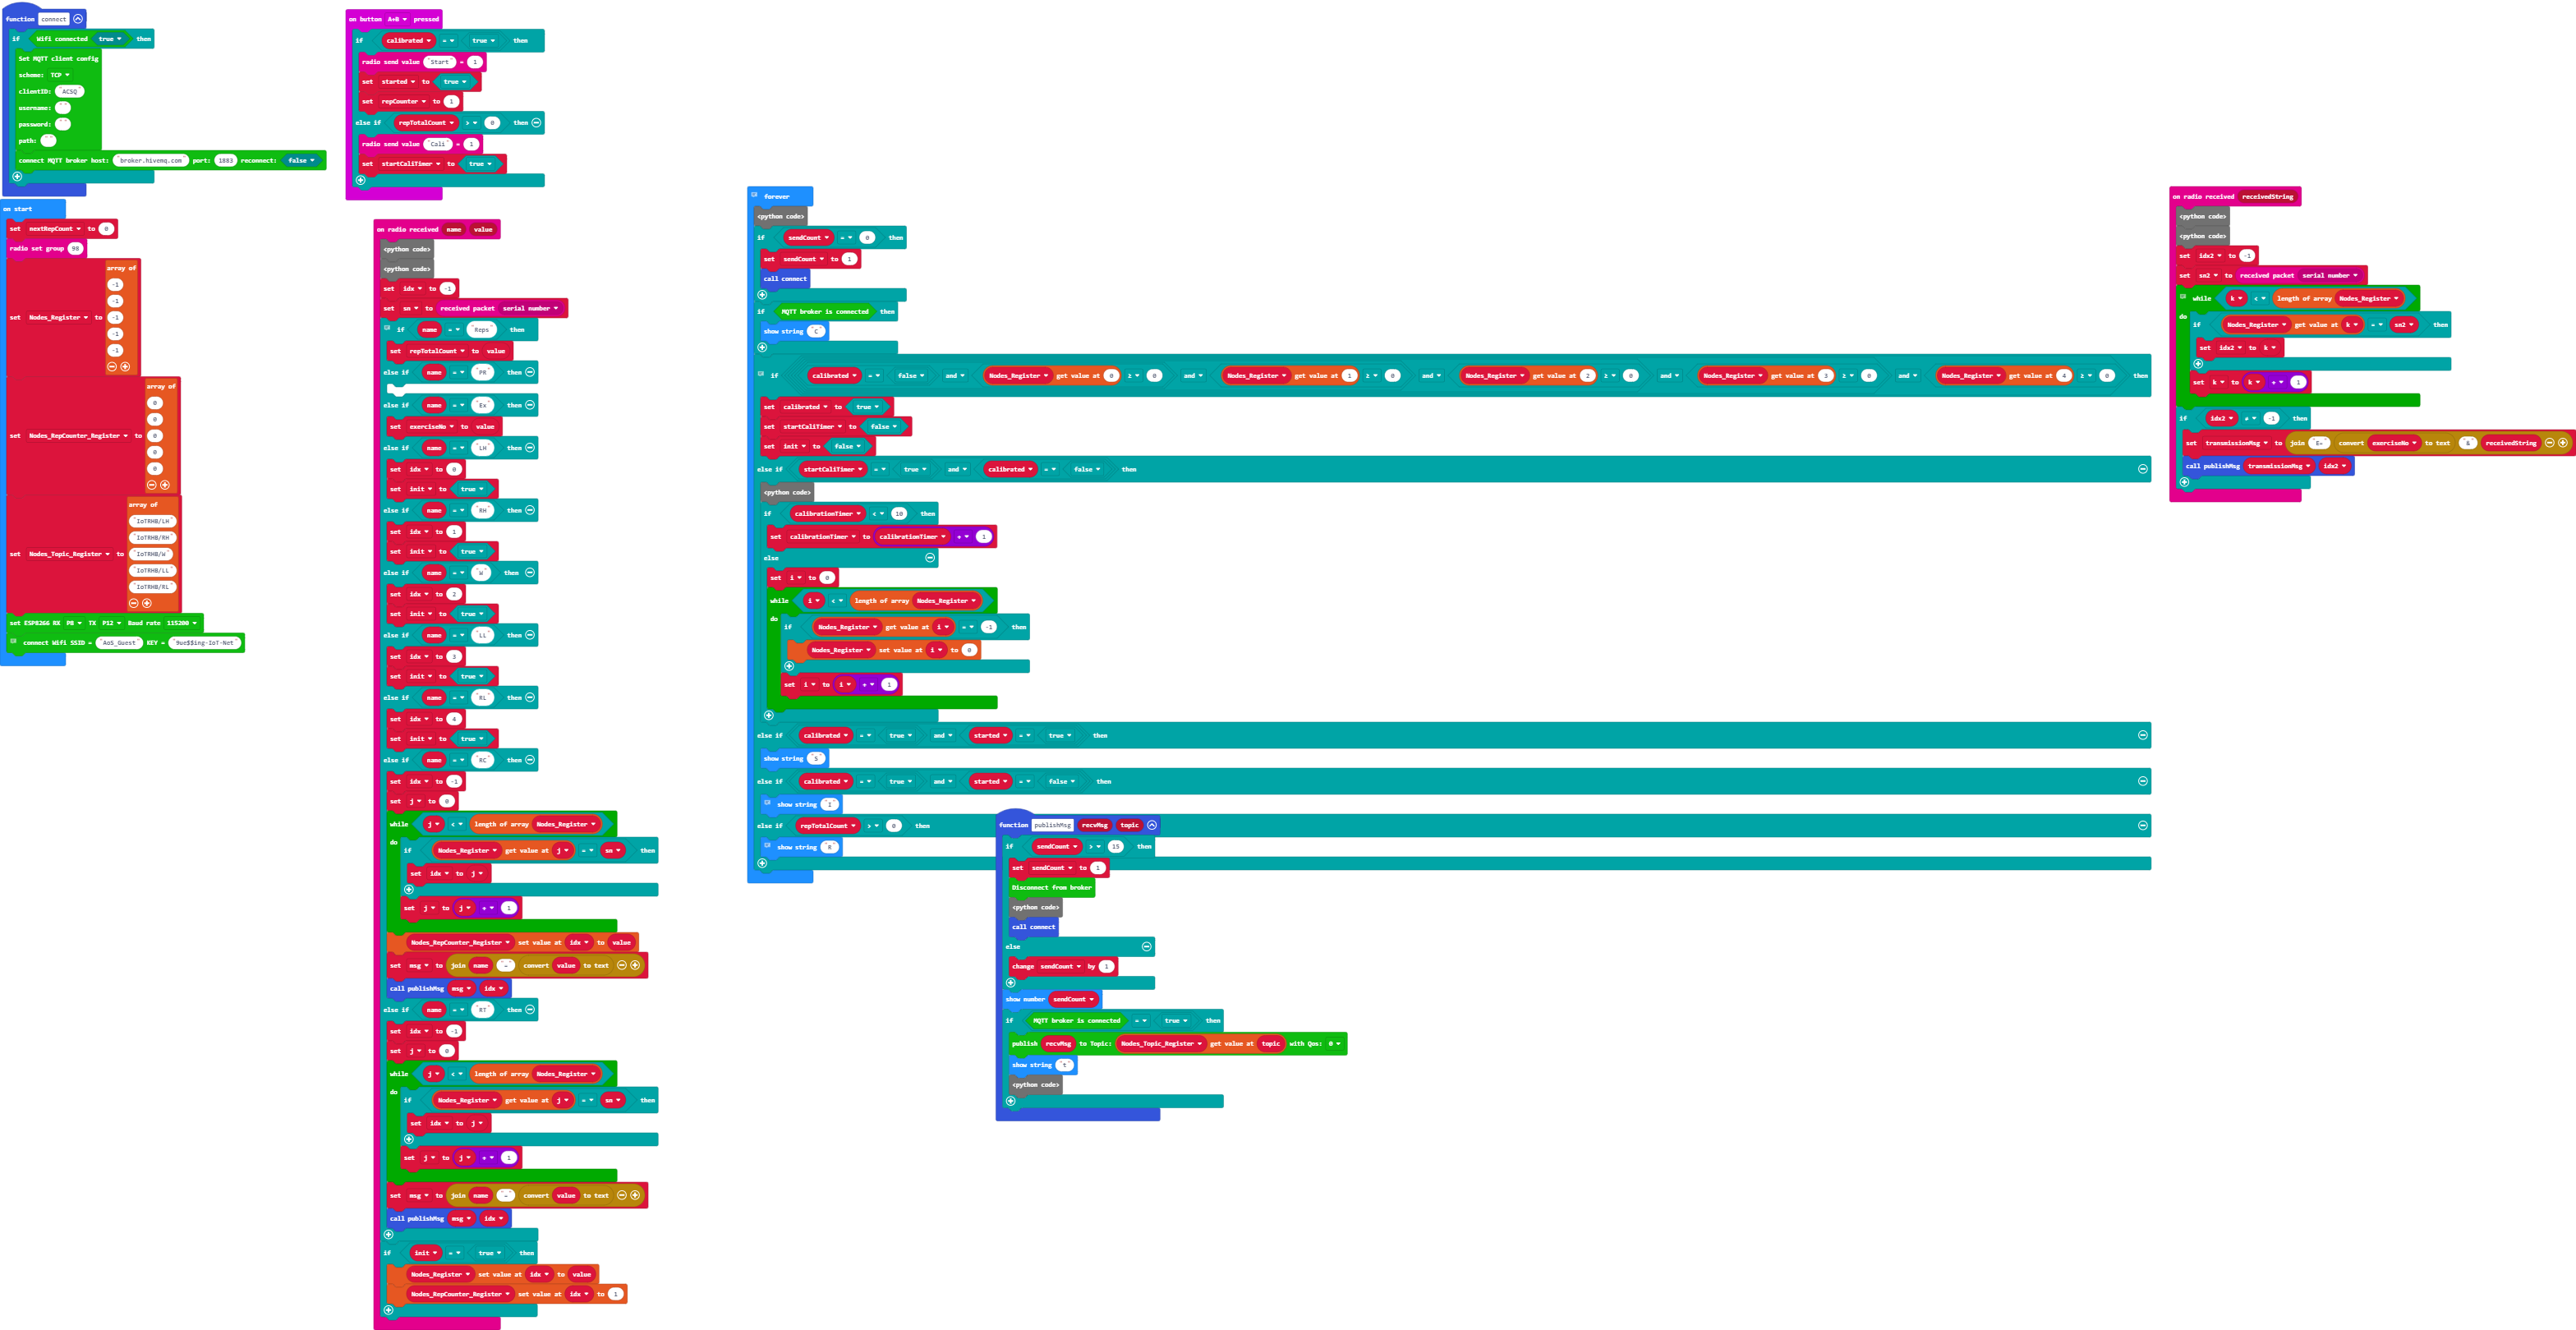 function connect
if Wifi connected true then
Set MQTT client config
scheme: TCP
clientID: "ACSQ"
username: ""
password: ""
path: ""
connect MQTT broker host: "broker.hivemq.com" port: 1883 reconnect: false
on start
set nextRepCount to 0
radio set group 98
set Nodes_Register to array of
-1
-1
-1
-1
-1
set Nodes_RepCounter_Register to array of
0
0
0
0
0
set Nodes_Topic_Register to array of
"IoTRHB/LH"
"IoTRHB/RH"
"IoTRHB/W"
"IoTRHB/LL"
"IoTRHB/RL"
set ESP8266 RX P8 TX P12 Baud rate 115200
connect Wifi SSID = "AoS_Guest" KEY = "9ue$$ing-IoT-Net"
on button A+B pressed
if calibrated = true then
radio send value "Start" = 1
set started to true
set repCounter to 1
else if repTotalCount > 0 then
radio send value "Cali" = 1
set startCaliTimer to true
on radio received name value
<python code>
<python code>
set idx to -1
set sn to received packet serial number
if name = "Reps" then
set repTotalCount to value
else if name = "PR" then
else if name = "Ex" then
set exerciseNo to value
else if name = "LH" then
set idx to 0
set init to true
else if name = "RH" then
set idx to 1
set init to true
else if name = "W" then
set idx to 2
set init to true
else if name = "LL" then
set idx to 3
set init to true
else if name = "RL" then
set idx to 4
set init to true
else if name = "RC" then
set idx to -1
set j to 0
while j < length of array Nodes_Register
do if Nodes_Register get value at j = sn then
set idx to j
set j to j + 1
Nodes_RepCounter_Register set value at idx to value
set msg to join name "=" convert value to text
call publishMsg msg idx
else if name = "RT" then
set idx to -1
set j to 0
while j < length of array Nodes_Register
do if Nodes_Register get value at j = sn then
set idx to j
set j to j + 1
set msg to join name "=" convert value to text
call publishMsg msg idx
if init = true then
Nodes_Register set value at idx to value
Nodes_RepCounter_Register set value at idx to 1
forever
<python code>
if sendCount = 0 then
set sendCount to 1
call connect
if MQTT broker is connected then
show string "C"
if calibrated = false and Nodes_Register get value at 0 ≥ 0 and Nodes_Register get value at 1 ≥ 0 and Nodes_Register get value at 2 ≥ 0 and Nodes_Register get value at 3 ≥ 0 and Nodes_Register get value at 4 ≥ 0 then
set calibrated to true
set startCaliTimer to false
set init to false
else if startCaliTimer = true and calibrated = false then
<python code>
if calibrationTimer < 10 then
set calibrationTimer to calibrationTimer + 1
else
set i to 0
while i < length of array Nodes_Register
do if Nodes_Register get value at i = -1 then
Nodes_Register set value at i to 0
set i to i + 1
else if calibrated = true and started = true then
show string "S"
else if calibrated = true and started = false then
show string "I"
else if repTotalCount > 0 then
show string "R"
function publishMsg recvMsg topic
if sendCount > 15 then
set sendCount to 1
Disconnect from broker
<python code>
call connect
else
change sendCount by 1
show number sendCount
if MQTT broker is connected = true then
publish recvMsg to Topic: Nodes_Topic_Register get value at topic with Qos: 0
show string "t"
<python code>
on radio received receivedString
<python code>
<python code>
set idx2 to -1
set sn2 to received packet serial number
while k < length of array Nodes_Register
do if Nodes_Register get value at k = sn2 then
set idx2 to k
set k to k + 1
if idx2 ≠ -1 then
set transmissionMsg to join "E=" convert exerciseNo to text "&" receivedString
call publishMsg transmissionMsg idx2